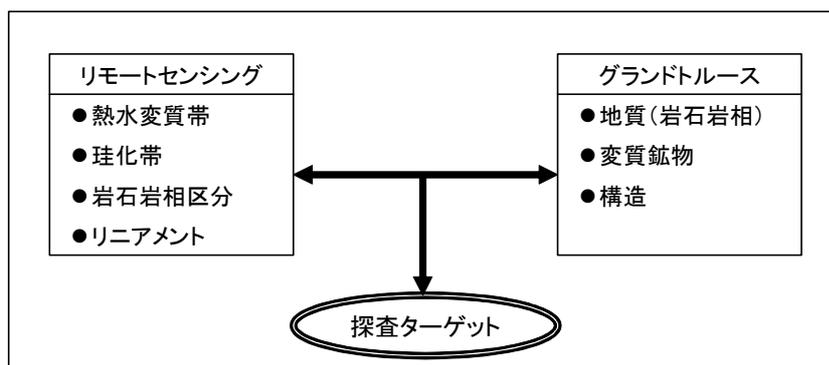 リモートセンシング
●熱水変質帯
●珪化帯
●岩石岩相区分
●リニアメント
グランドトルース
●地質(岩石岩相)
●変質鉱物
●構造
探査ターゲット